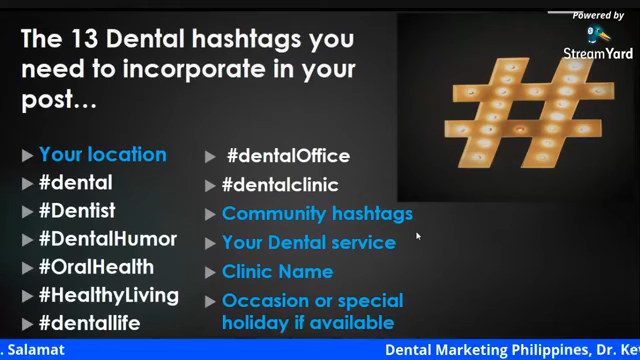 Powered by
StreamYard
The 13 Dental hashtags you
need to incorporate in your
post...
Your location
#dental
#Dentist
#DentalHumor
#OralHealth
#HealthyLiving
#dentallife
#dentalOffice
#dentalclinic
Community hashtags
Your Dental service
Clinic Name
Occasion or special
holiday if available
. Salamat
Dental Marketing Philippines, Dr. Ke